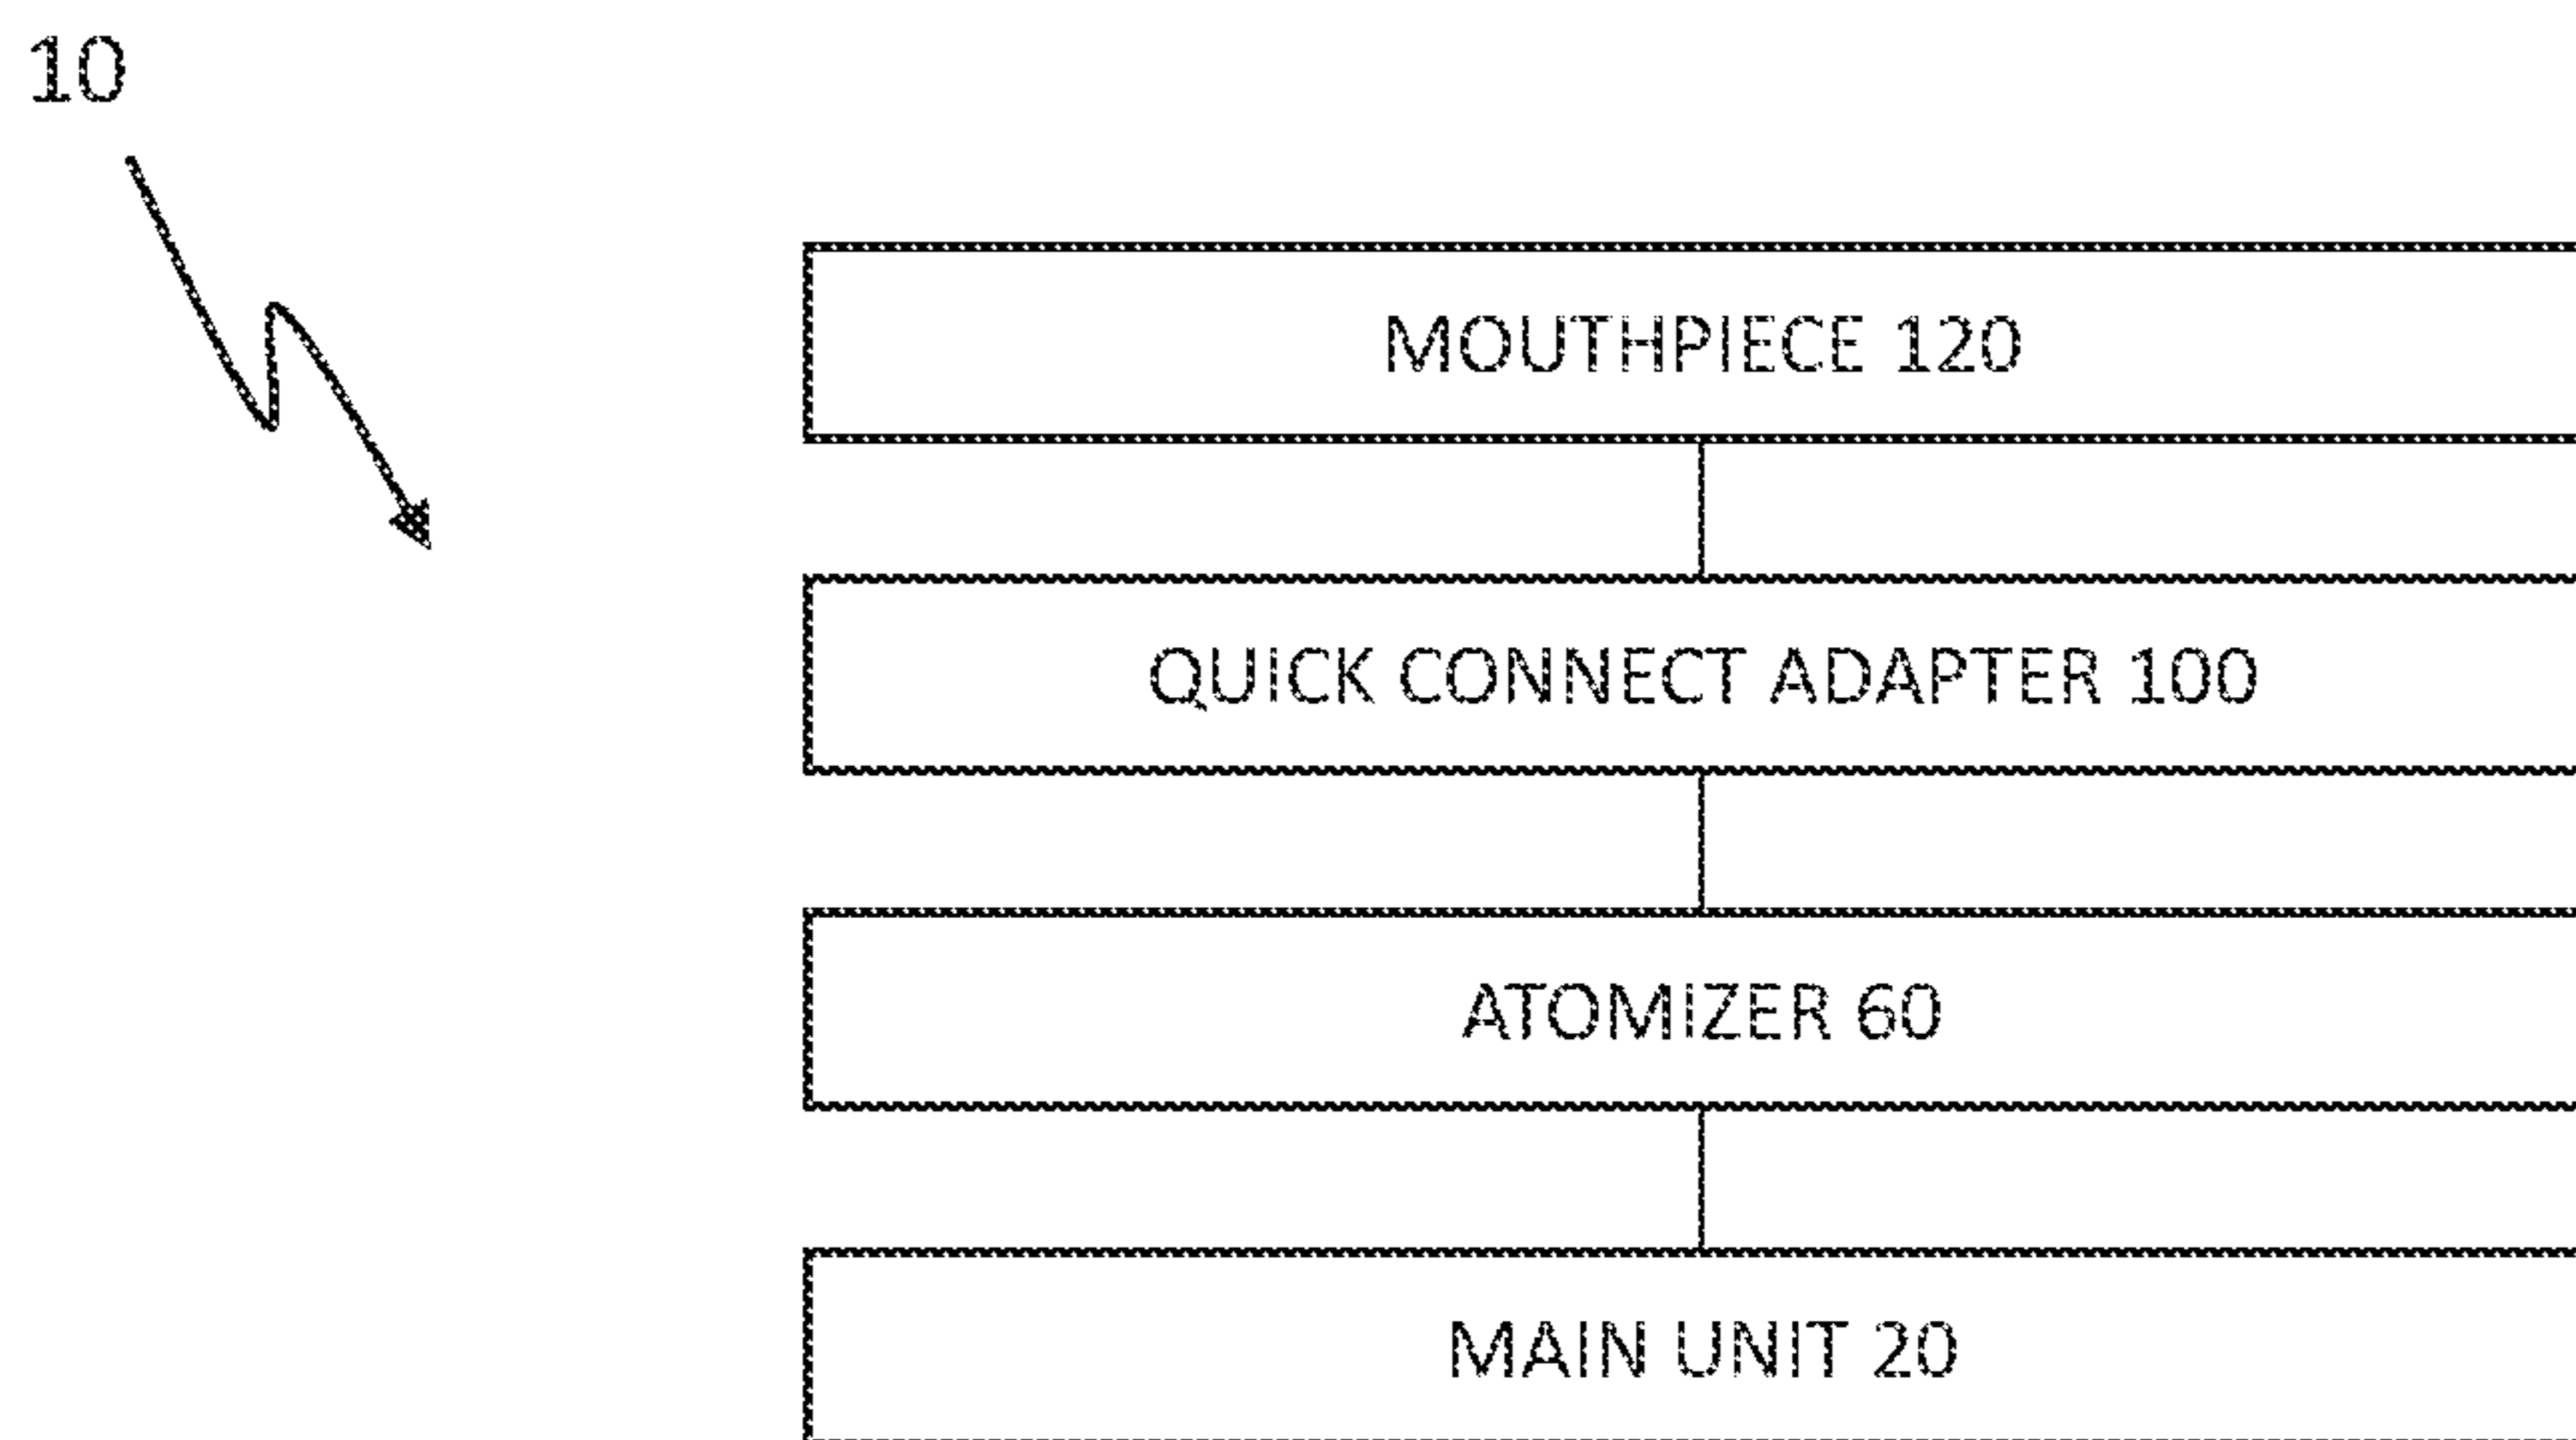 10
MOUTHPIECE 120
QUICK CONNECT ADAPTER 100
ATOMIZER 60
MAIN UNIT 20